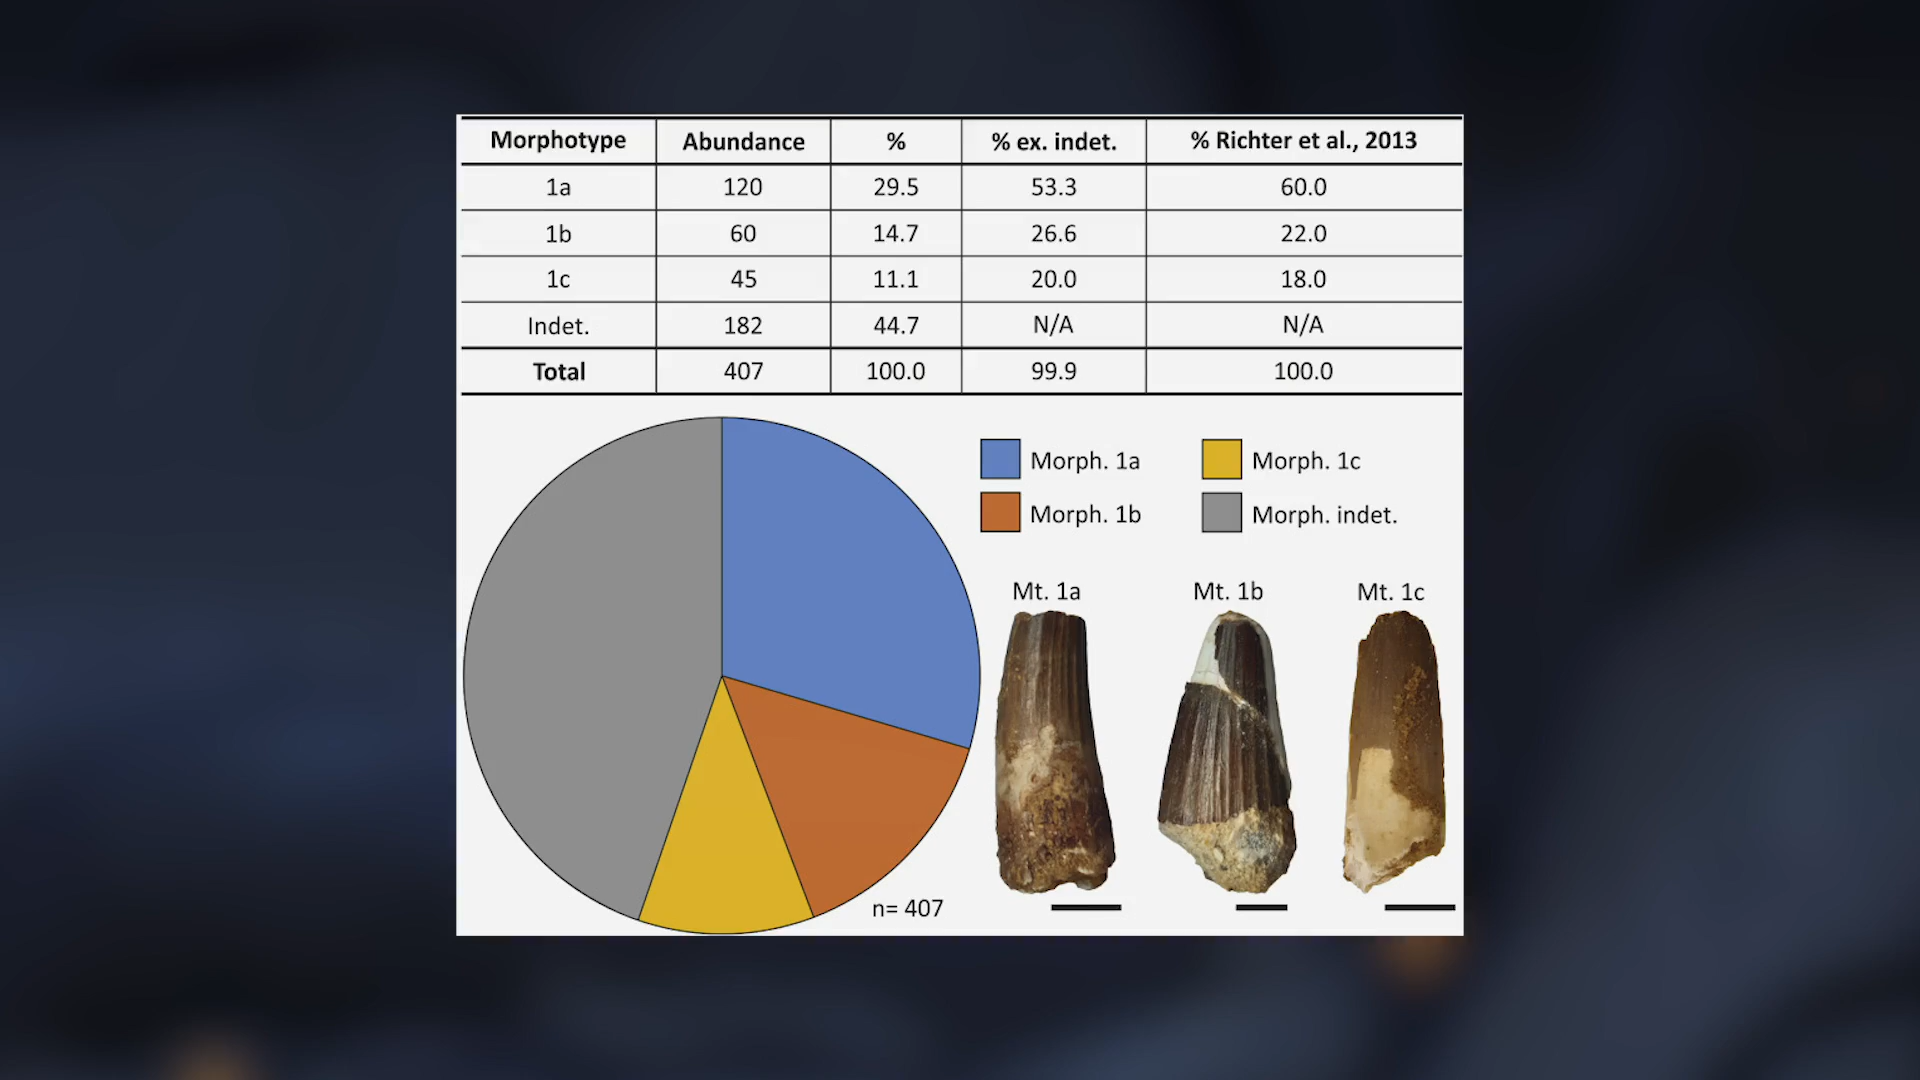 Morphotype Abundance % % ex. indet. % Richter et al., 2013
1a 120 29.5 53.3 60.0
1b 60 14.7 26.6 22.0
1c 45 11.1 20.0 18.0
Indet. 182 44.7 N/A N/A
Total 407 100.0 99.9 100.0
Morph. 1a Morph. 1c
Morph. 1b Morph. indet.
Mt. 1a Mt. 1b Mt. 1c
n= 407